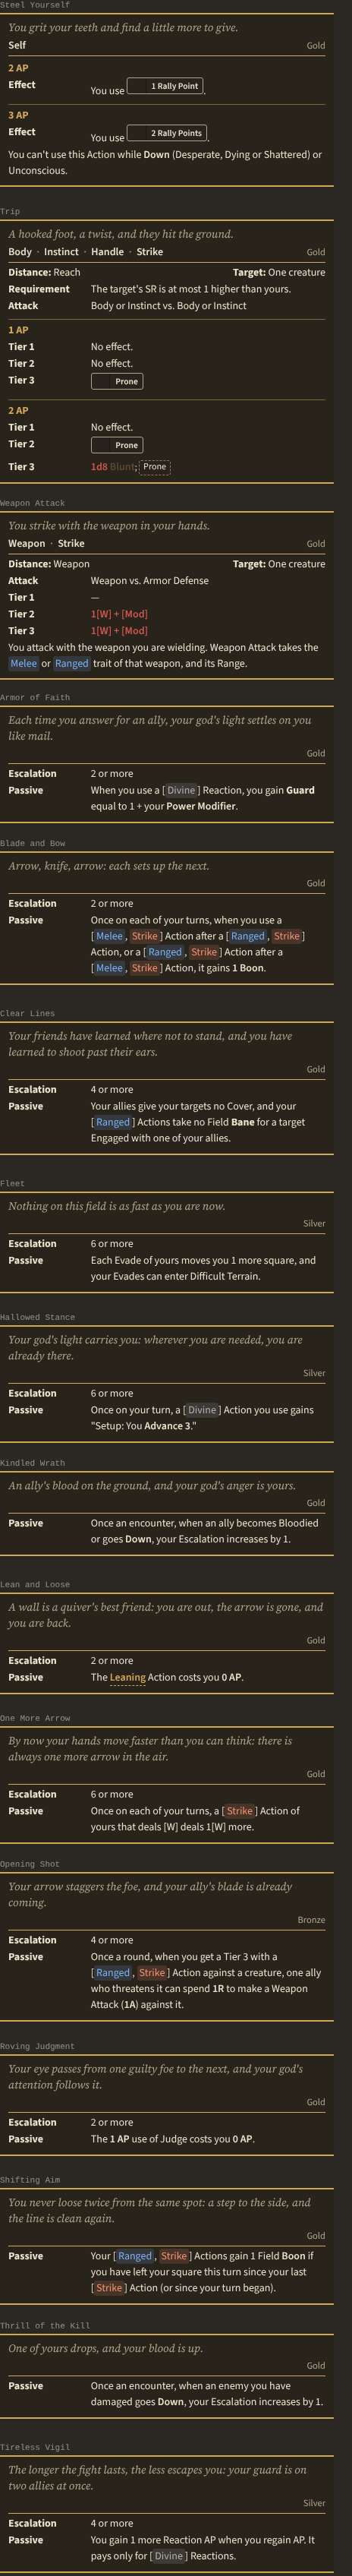 Steel Yourself
You grit your teeth and find a little more to give.
Self Gold
2 AP
Effect You use 1 Rally Point.
3 AP
Effect You use 2 Rally Points.
You can't use this Action while Down (Desperate, Dying or Shattered) or
Unconscious.
Trip
A hooked foot, a twist, and they hit the ground.
Body · Instinct · Handle · Strike Gold
Distance: Reach Target: One creature
Requirement The target's SR is at most 1 higher than yours.
Attack Body or Instinct vs. Body or Instinct
1 AP
Tier 1 No effect.
Tier 2 No effect.
Tier 3 Prone
2 AP
Tier 1 No effect.
Tier 2 Prone
Tier 3 1d8 Blunt; Prone
Weapon Attack
You strike with the weapon in your hands.
Weapon · Strike Gold
Distance: Weapon Target: One creature
Attack Weapon vs. Armor Defense
Tier 1 —
Tier 2 1[W] + [Mod]
Tier 3 1[W] + [Mod]
You attack with the weapon you are wielding. Weapon Attack takes the
Melee or Ranged trait of that weapon, and its Range.
Armor of Faith
Each time you answer for an ally, your god's light settles on you
like mail.
Gold
Escalation 2 or more
Passive When you use a [Divine] Reaction, you gain Guard
equal to 1 + your Power Modifier.
Blade and Bow
Arrow, knife, arrow: each sets up the next.
Gold
Escalation 2 or more
Passive Once on each of your turns, when you use a
[Melee, Strike] Action after a [Ranged, Strike]
Action, or a [Ranged, Strike] Action after a
[Melee, Strike] Action, it gains 1 Boon.
Clear Lines
Your friends have learned where not to stand, and you have
learned to shoot past their ears.
Gold
Escalation 4 or more
Passive Your allies give your targets no Cover, and your
[Ranged] Actions take no Field Bane for a target
Engaged with one of your allies.
Fleet
Nothing on this field is as fast as you are now.
Silver
Escalation 6 or more
Passive Each Evade of yours moves you 1 more square, and
your Evades can enter Difficult Terrain.
Hallowed Stance
Your god's light carries you: wherever you are needed, you are
already there.
Silver
Escalation 6 or more
Passive Once on your turn, a [Divine] Action you use gains
"Setup: You Advance 3."
Kindled Wrath
An ally's blood on the ground, and your god's anger is yours.
Gold
Passive Once an encounter, when an ally becomes Bloodied
or goes Down, your Escalation increases by 1.
Lean and Loose
A wall is a quiver's best friend: you are out, the arrow is gone, and
you are back.
Gold
Escalation 2 or more
Passive The Leaning Action costs you 0 AP.
One More Arrow
By now your hands move faster than you can think: there is
always one more arrow in the air.
Gold
Escalation 6 or more
Passive Once on each of your turns, a [Strike] Action of
yours that deals [W] deals 1[W] more.
Opening Shot
Your arrow staggers the foe, and your ally's blade is already
coming.
Bronze
Escalation 4 or more
Passive Once a round, when you get a Tier 3 with a
[Ranged, Strike] Action against a creature, one ally
who threatens it can spend 1R to make a Weapon
Attack (1A) against it.
Roving Judgment
Your eye passes from one guilty foe to the next, and your god's
attention follows it.
Gold
Escalation 2 or more
Passive The 1 AP use of Judge costs you 0 AP.
Shifting Aim
You never loose twice from the same spot: a step to the side, and
the line is clean again.
Gold
Passive Your [Ranged, Strike] Actions gain 1 Field Boon if
you have left your square this turn since your last
[Strike] Action (or since your turn began).
Thrill of the Kill
One of yours drops, and your blood is up.
Gold
Passive Once an encounter, when an enemy you have
damaged goes Down, your Escalation increases by 1.
Tireless Vigil
The longer the fight lasts, the less escapes you: your guard is on
two allies at once.
Silver
Escalation 4 or more
Passive You gain 1 more Reaction AP when you regain AP. It
pays only for [Divine] Reactions.